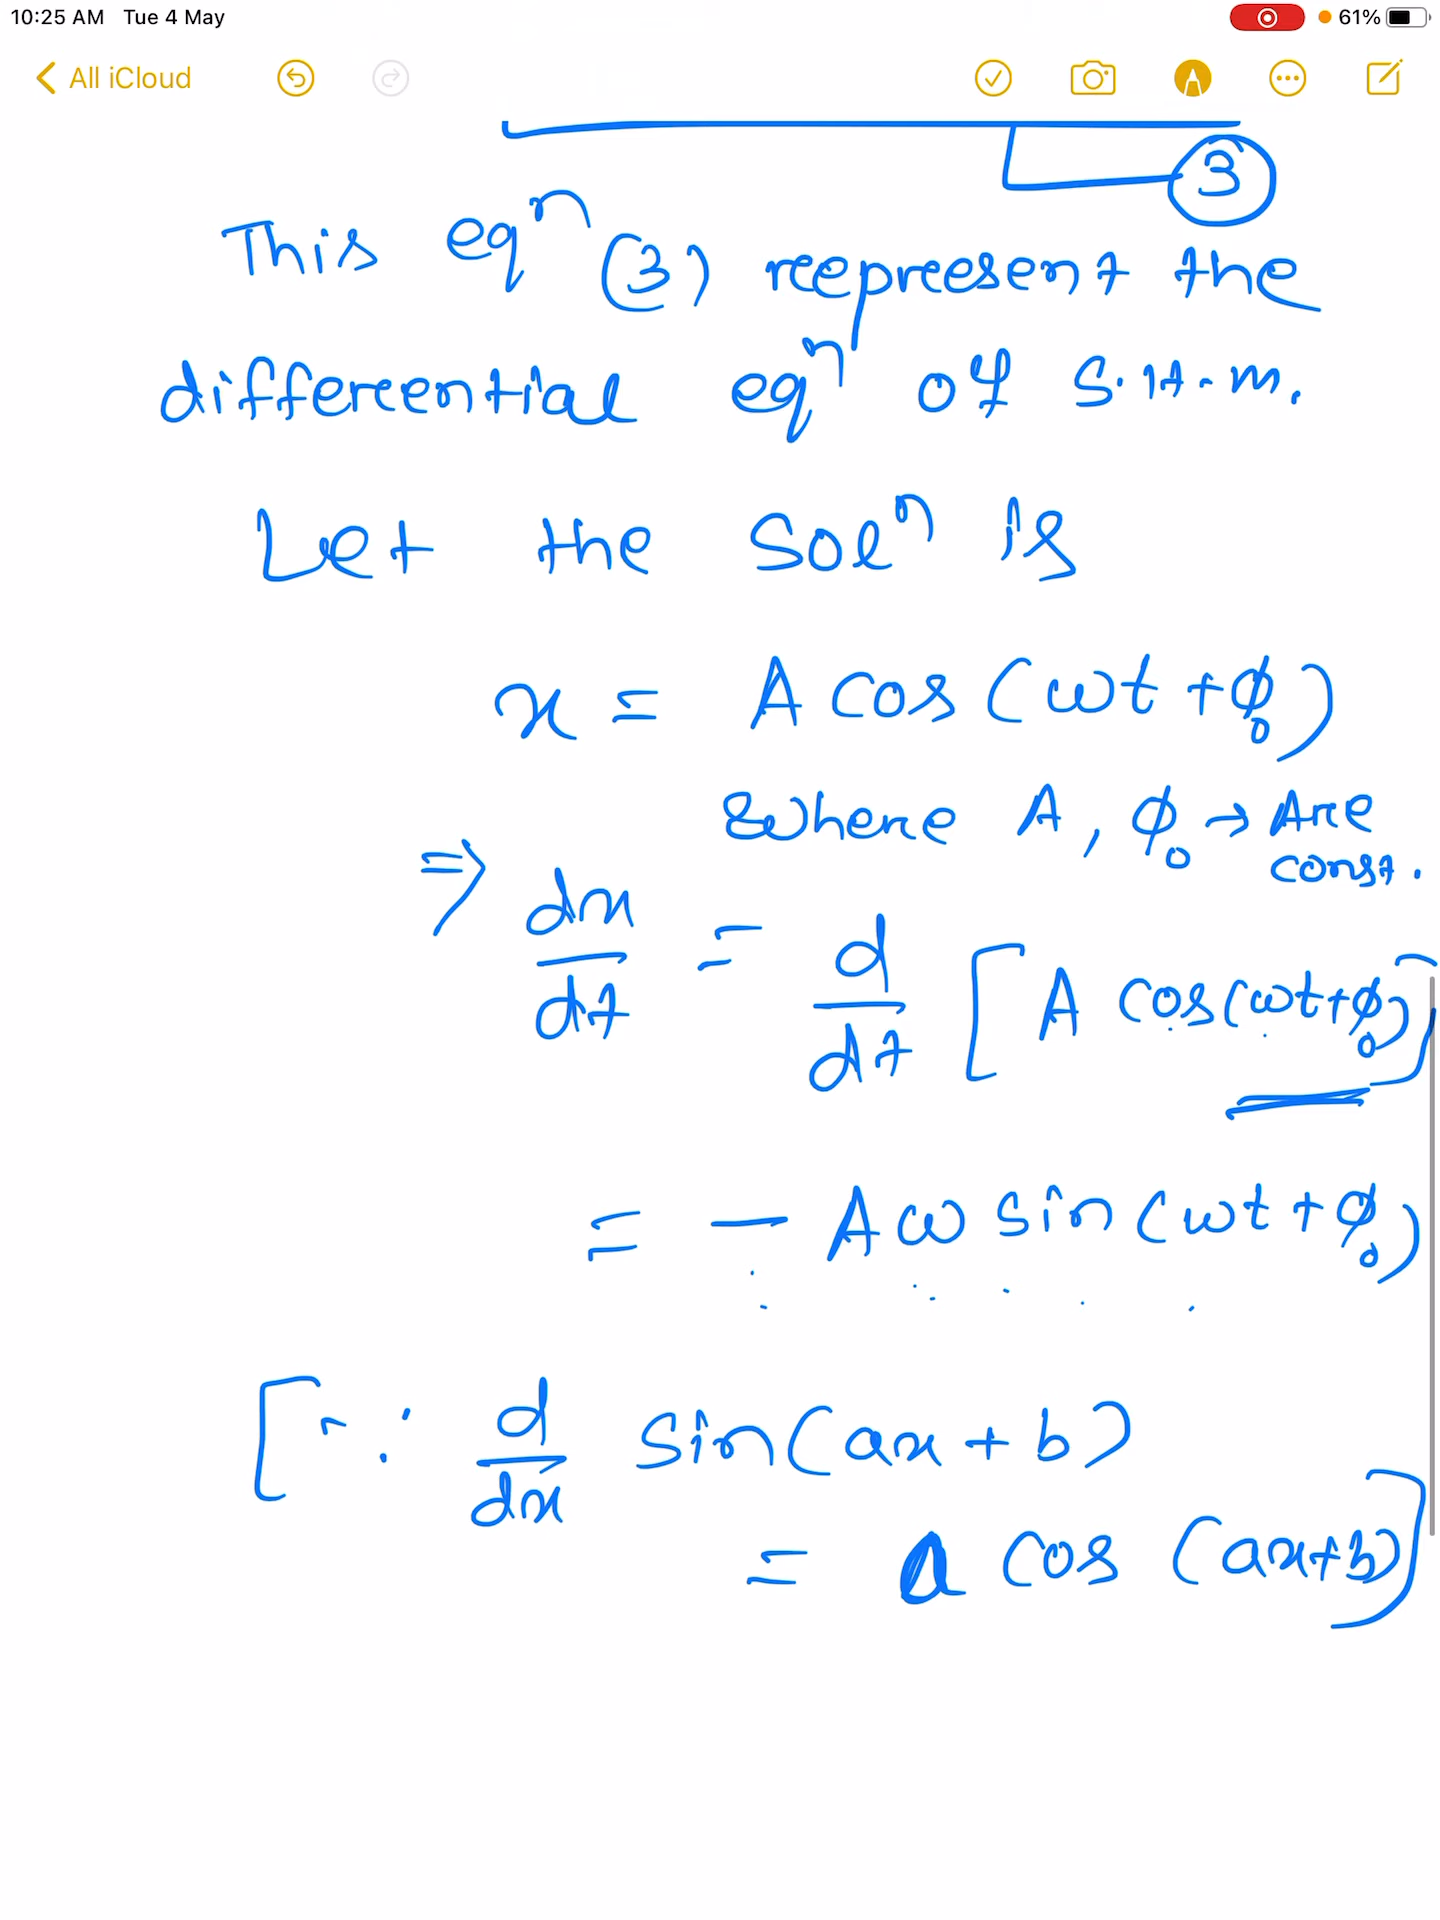 10:25 AM Tue 4 May 61%
All iCloud
3
This eqⁿ (3) reepreesent the
differeential eqⁿ of S.H.M.
Let the Solⁿ is
x = A cos (ωt + ϕ₀)
Where A, ϕ₀ → Are
const.
⇒ dx/dt = d/dt [A cos(ωt+ϕ₀)]
= - Aω sin (ωt + ϕ₀)
[∵ d/dx sin(ax + b)
= a cos (ax+b)]